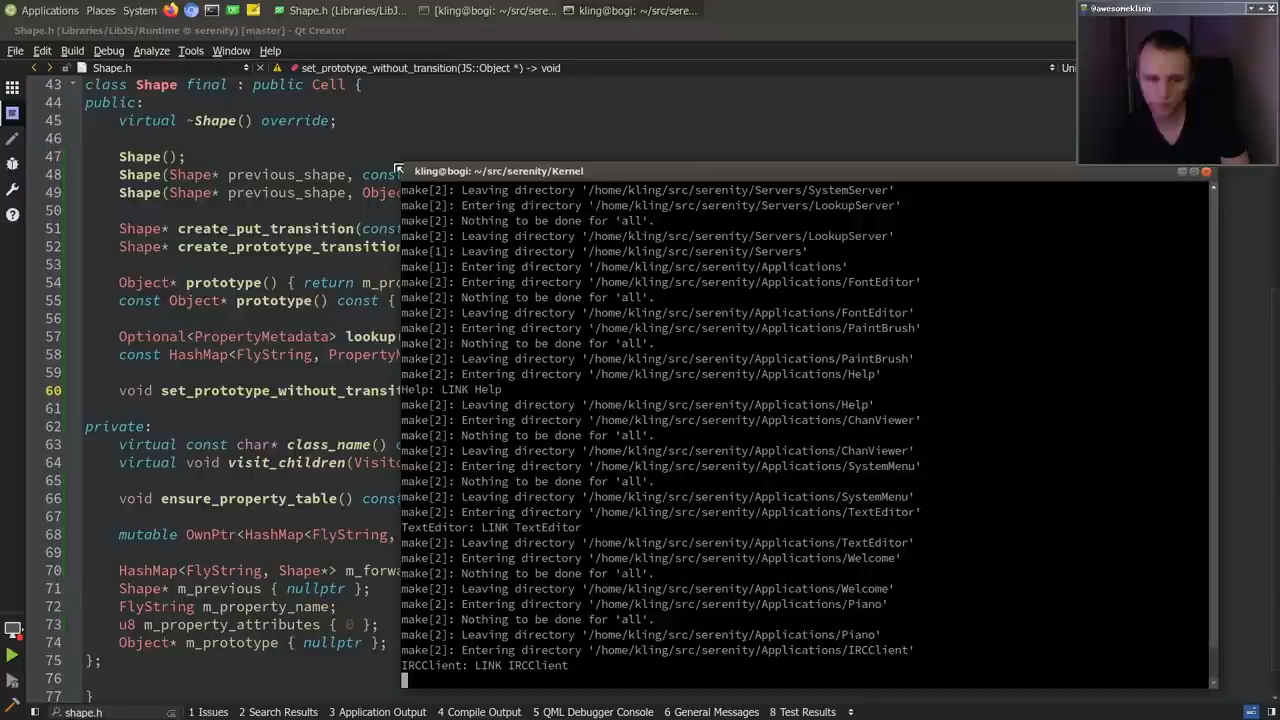 Applications Places System Shape.h (Libraries/LibJ... [kling@bogi: ~/src/sere... kling@bogi: ~/src/sere...
@awesomekling
Shape.h (Libraries/LibJS/Runtime @ serenity) [master] - Qt Creator
File Edit Build Debug Analyze Tools Window Help
Shape.h set_prototype_without_transition(JS::Object *) -> void
43 class Shape final : public Cell {
44 public:
45 virtual ~Shape() override;
46
47 Shape();
48 Shape(Shape* previous_shape, cons
49 Shape(Shape* previous_shape, Objec
50
51 Shape* create_put_transition(cons
52 Shape* create_prototype_transition
53
54 Object* prototype() { return m_pro
55 const Object* prototype() const {
56
57 Optional<PropertyMetadata> lookup
58 const HashMap<FlyString, PropertyM
59
60 void set_prototype_without_transit
61
62 private:
63 virtual const char* class_name() c
64 virtual void visit_children(Visito
65
66 void ensure_property_table() const
67
68 mutable OwnPtr<HashMap<FlyString,
69
70 HashMap<FlyString, Shape*> m_forwa
71 Shape* m_previous { nullptr };
72 FlyString m_property_name;
73 u8 m_property_attributes { 0 };
74 Object* m_prototype { nullptr };
75 };
76
77 }
kling@bogi: ~/src/serenity/Kernel
make[2]: Leaving directory '/home/kling/src/serenity/Servers/SystemServer'
make[2]: Entering directory '/home/kling/src/serenity/Servers/LookupServer'
make[2]: Nothing to be done for 'all'.
make[2]: Leaving directory '/home/kling/src/serenity/Servers/LookupServer'
make[1]: Leaving directory '/home/kling/src/serenity/Servers'
make[1]: Entering directory '/home/kling/src/serenity/Applications'
make[2]: Entering directory '/home/kling/src/serenity/Applications/FontEditor'
make[2]: Nothing to be done for 'all'.
make[2]: Leaving directory '/home/kling/src/serenity/Applications/FontEditor'
make[2]: Entering directory '/home/kling/src/serenity/Applications/PaintBrush'
make[2]: Nothing to be done for 'all'.
make[2]: Leaving directory '/home/kling/src/serenity/Applications/PaintBrush'
make[2]: Entering directory '/home/kling/src/serenity/Applications/Help'
Help: LINK Help
make[2]: Leaving directory '/home/kling/src/serenity/Applications/Help'
make[2]: Entering directory '/home/kling/src/serenity/Applications/ChanViewer'
make[2]: Nothing to be done for 'all'.
make[2]: Leaving directory '/home/kling/src/serenity/Applications/ChanViewer'
make[2]: Entering directory '/home/kling/src/serenity/Applications/SystemMenu'
make[2]: Nothing to be done for 'all'.
make[2]: Leaving directory '/home/kling/src/serenity/Applications/SystemMenu'
make[2]: Entering directory '/home/kling/src/serenity/Applications/TextEditor'
TextEditor: LINK TextEditor
make[2]: Leaving directory '/home/kling/src/serenity/Applications/TextEditor'
make[2]: Entering directory '/home/kling/src/serenity/Applications/Welcome'
make[2]: Nothing to be done for 'all'.
make[2]: Leaving directory '/home/kling/src/serenity/Applications/Welcome'
make[2]: Entering directory '/home/kling/src/serenity/Applications/Piano'
make[2]: Nothing to be done for 'all'.
make[2]: Leaving directory '/home/kling/src/serenity/Applications/Piano'
make[2]: Entering directory '/home/kling/src/serenity/Applications/IRCClient'
IRCClient: LINK IRCClient
shape.h 1 Issues 2 Search Results 3 Application Output 4 Compile Output 5 QML Debugger Console 6 General Messages 8 Test Results